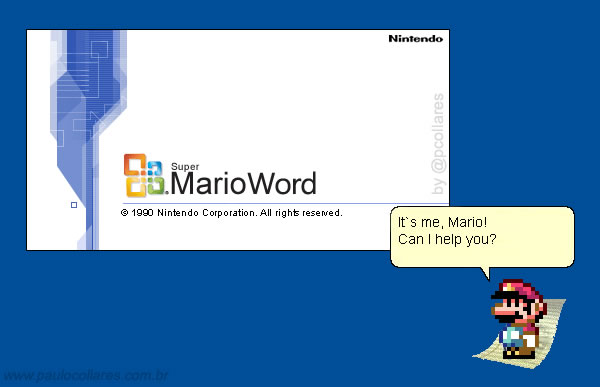 Nintendo
by @pcollares
Super
.MarioWord
© 1990 Nintendo Corporation. All rights reserved.
It`s me, Mario!
Can I help you?
www.paulocollares.com.br